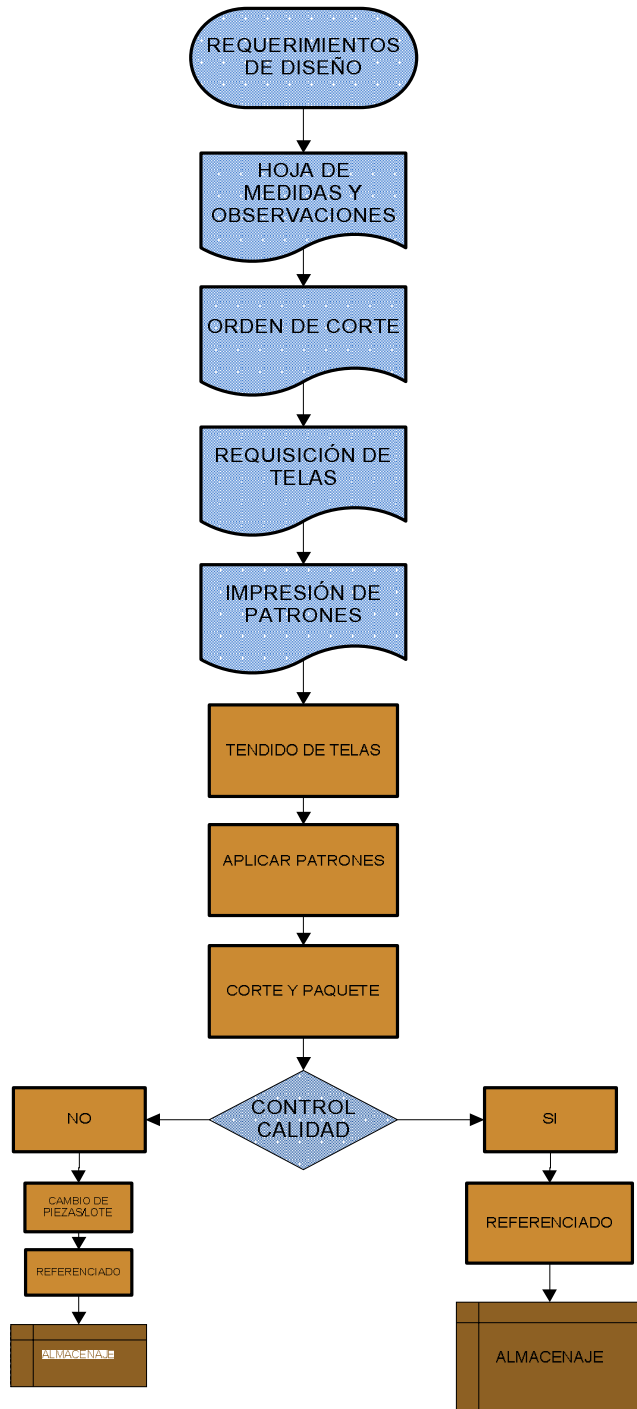 REQUERIMIENTOS
DE DISEÑO
HOJA DE
MEDIDAS Y
OBSERVACIONES
ORDEN DE CORTE
REQUISICIÓN DE
TELAS
IMPRESIÓN DE
PATRONES
TENDIDO DE TELAS
APLICAR PATRONES
CORTE Y PAQUETE
CONTROL
CALIDAD
NO
CAMBIO DE
PIEZAS/LOTE
REFERENCIADO
ALMACENAJE
SI
REFERENCIADO
ALMACENAJE